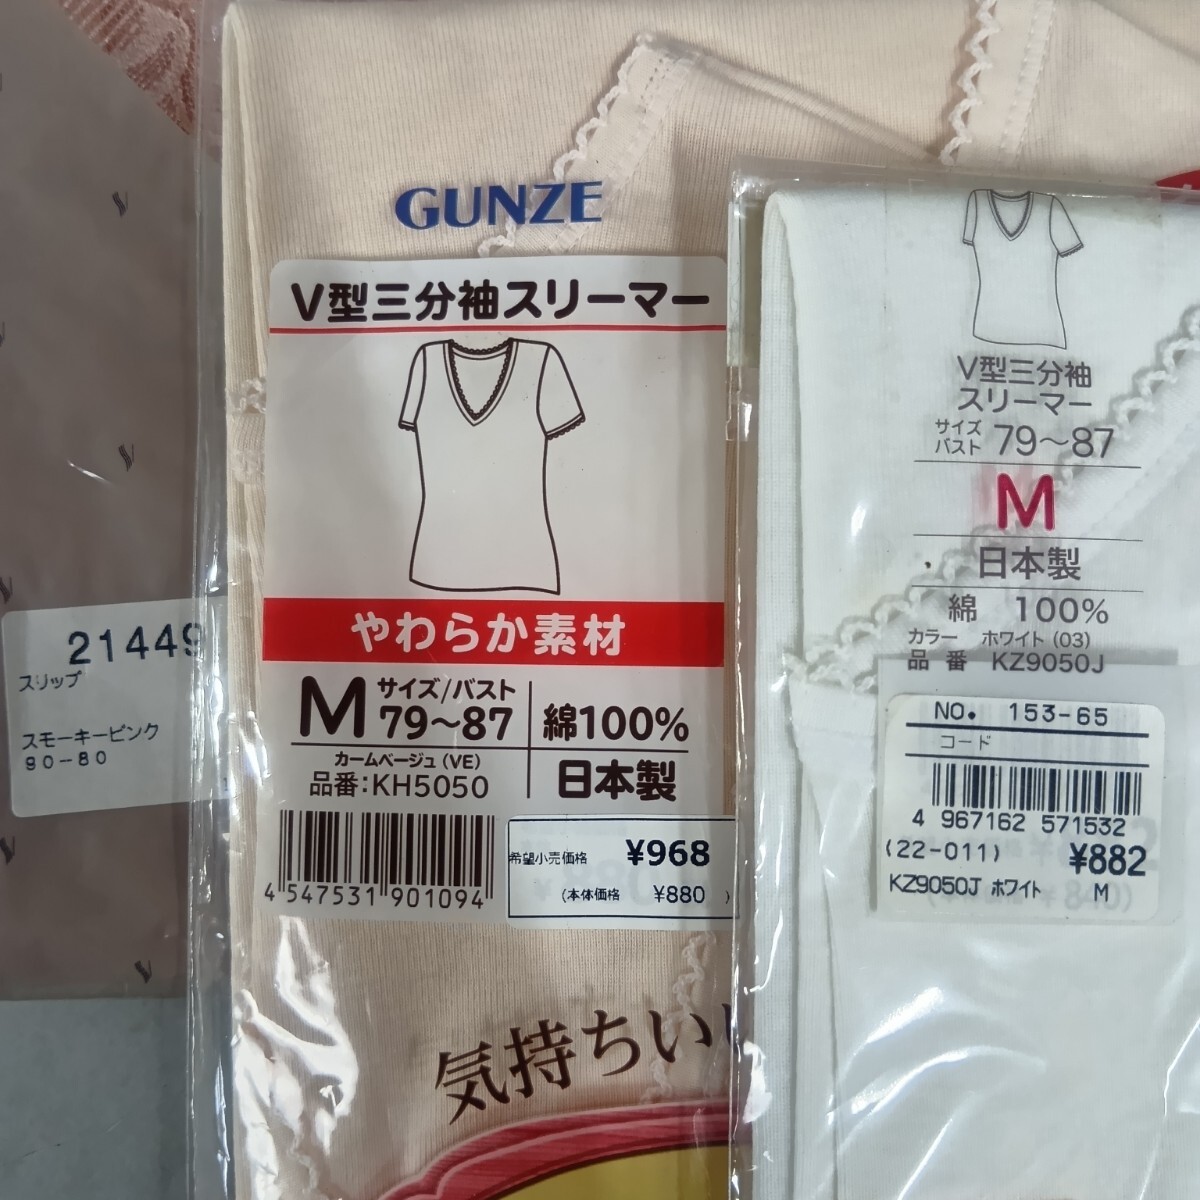 21449
スリップ
スモーキーピンク
90-80
GUNZE
V型三分袖スリーマー
やわらか素材
M サイズ/バスト 79〜87
カームベージュ(VE)
品番:KH5050
綿100%
日本製
4 547531 901094
希望小売価格 ¥968
(本体価格 ¥880 )
気持ちいい
V型三分袖
スリーマー
サイズ バスト 79〜87
M
日本製
綿 100%
カラー ホワイト(03)
品番 KZ9050J
NO. 153-65
コード
4 967162 571532
(22-011) ¥882
KZ9050J ホワイト M